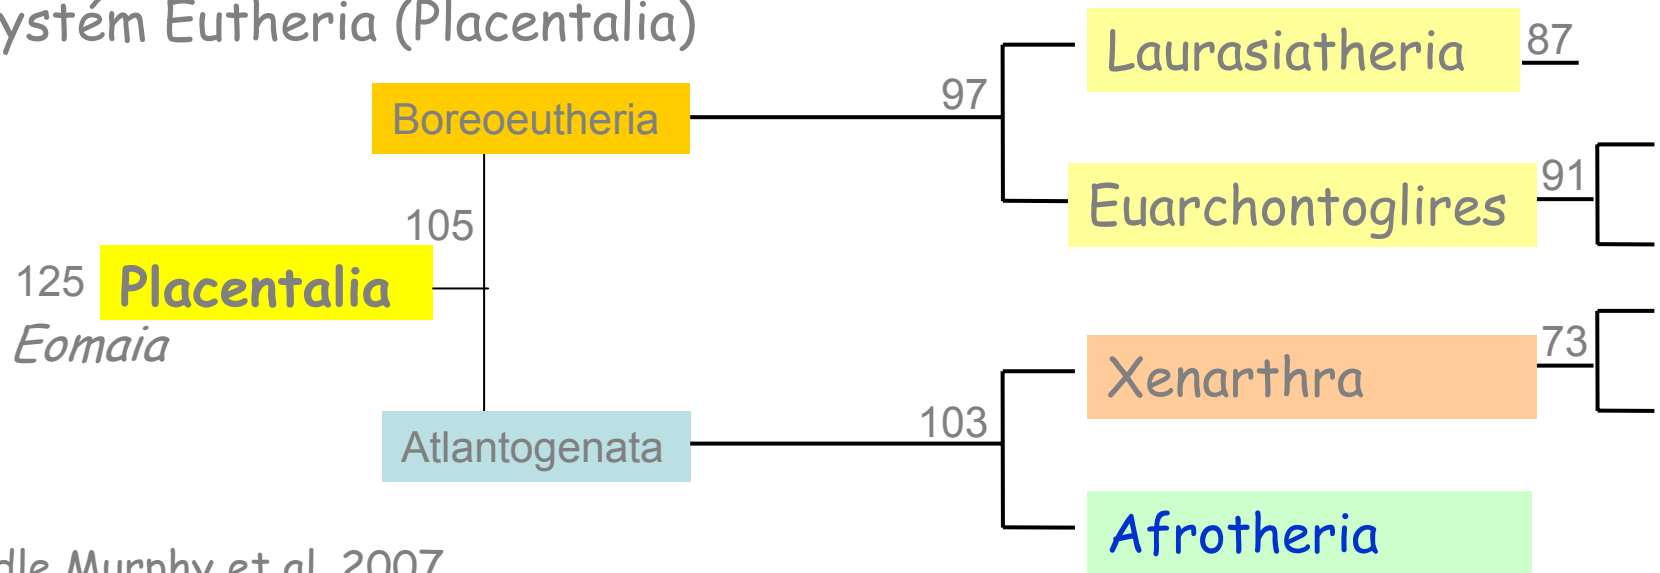 ystém Eutheria (Placentalia)
Laurasiatheria
87
97
Boreoeutheria
91
Euarchontoglires
105
125
Placentalia
Eomaia
73
Xenarthra
103
Atlantogenata
Afrotheria
dle Murphy et al. 2007